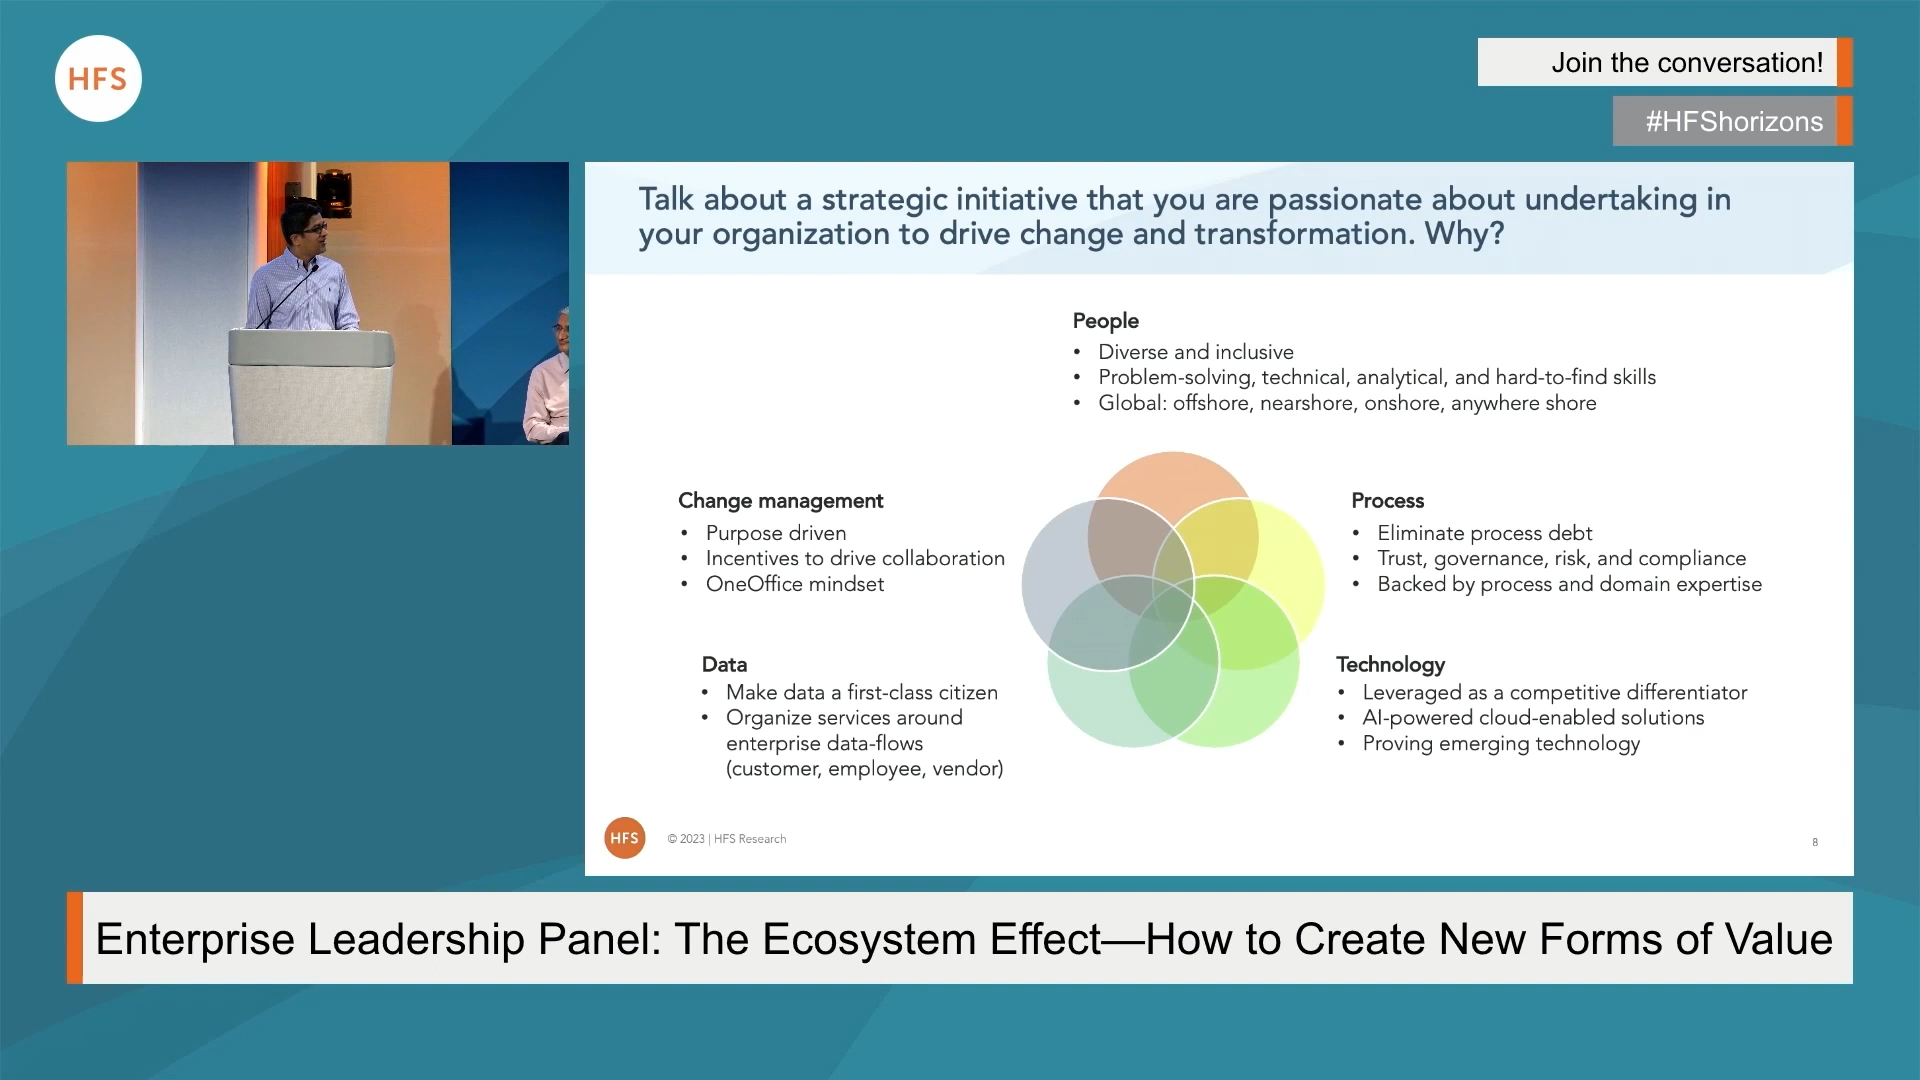 HFS
Join the conversation!
#HFShorizons
Talk about a strategic initiative that you are passionate about undertaking in
your organization to drive change and transformation. Why?
People
• Diverse and inclusive
• Problem-solving, technical, analytical, and hard-to-find skills
• Global: offshore, nearshore, onshore, anywhere shore
Change management
• Purpose driven
• Incentives to drive collaboration
• OneOffice mindset
Process
• Eliminate process debt
• Trust, governance, risk, and compliance
• Backed by process and domain expertise
Data
• Make data a first-class citizen
• Organize services around
enterprise data-flows
(customer, employee, vendor)
Technology
• Leveraged as a competitive differentiator
• AI-powered cloud-enabled solutions
• Proving emerging technology
HFS
© 2023 | HFS Research
8
Enterprise Leadership Panel: The Ecosystem Effect—How to Create New Forms of Value